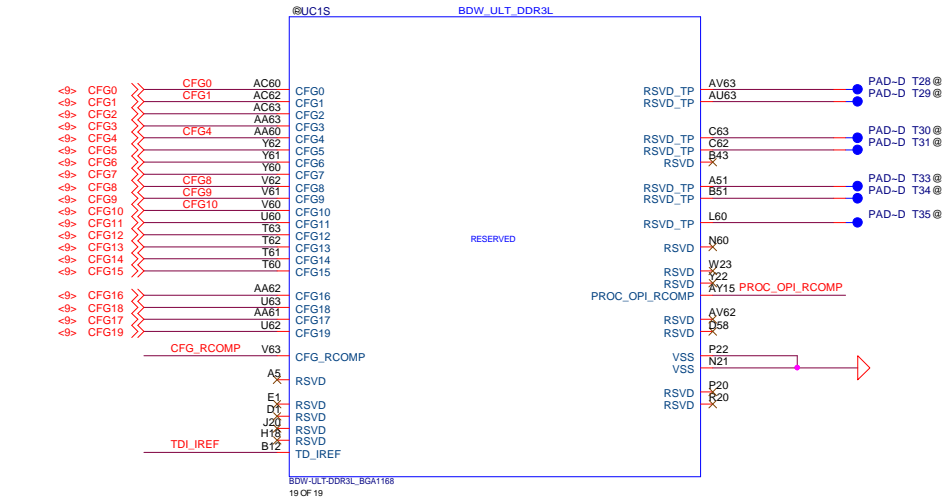 @UC1S BDW_ULT_DDR3L
<9> CFG0 CFG0 AC60 CFG0 RSVD_TP AV63 PAD~D T28@
<9> CFG1 CFG1 AC62 CFG1 RSVD_TP AU63 PAD~D T29@
<9> CFG2 AC63 CFG2
<9> CFG3 AA63 CFG3
<9> CFG4 CFG4 AA60 CFG4 RSVD_TP C63 PAD~D T30@
<9> CFG5 Y62 CFG5 RSVD_TP C62 PAD~D T31@
<9> CFG6 Y61 CFG6 RSVD B43
<9> CFG7 Y60 CFG7
<9> CFG8 CFG8 V62 CFG8 RSVD_TP A51 PAD~D T33@
<9> CFG9 CFG9 V61 CFG9 RSVD_TP B51 PAD~D T34@
<9> CFG10 CFG10 V60 CFG10
<9> CFG11 U60 CFG11 RSVD_TP L60 PAD~D T35@
<9> CFG12 T63 CFG12
<9> CFG13 T62 CFG13 RESERVED RSVD N60
<9> CFG14 T61 CFG14
<9> CFG15 T60 CFG15 RSVD W23
RSVD Y22
<9> CFG16 AA62 CFG16 PROC_OPI_RCOMP AY15 PROC_OPI_RCOMP
<9> CFG18 U63 CFG18
<9> CFG17 AA61 CFG17 RSVD AV62
<9> CFG19 U62 CFG19 RSVD D58
CFG_RCOMP V63 CFG_RCOMP VSS P22
VSS N21
A5 RSVD
RSVD P20
E1 RSVD RSVD R20
D1 RSVD
J20 RSVD
H18 RSVD
TDI_IREF B12 TD_IREF
BDW-ULT-DDR3L_BGA1168
19 OF 19